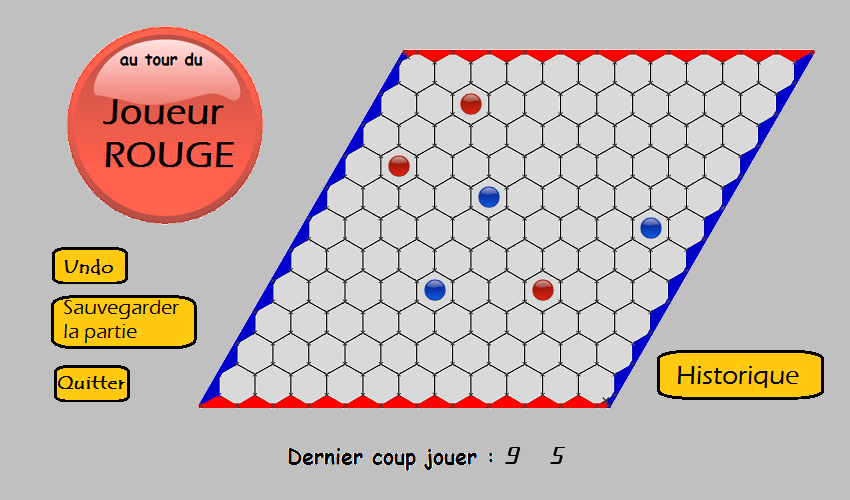 au tour du
Joueur
ROUGE
Undo
Sauvegarder
la partie
Quitter
Historique
Dernier coup jouer : 9 5